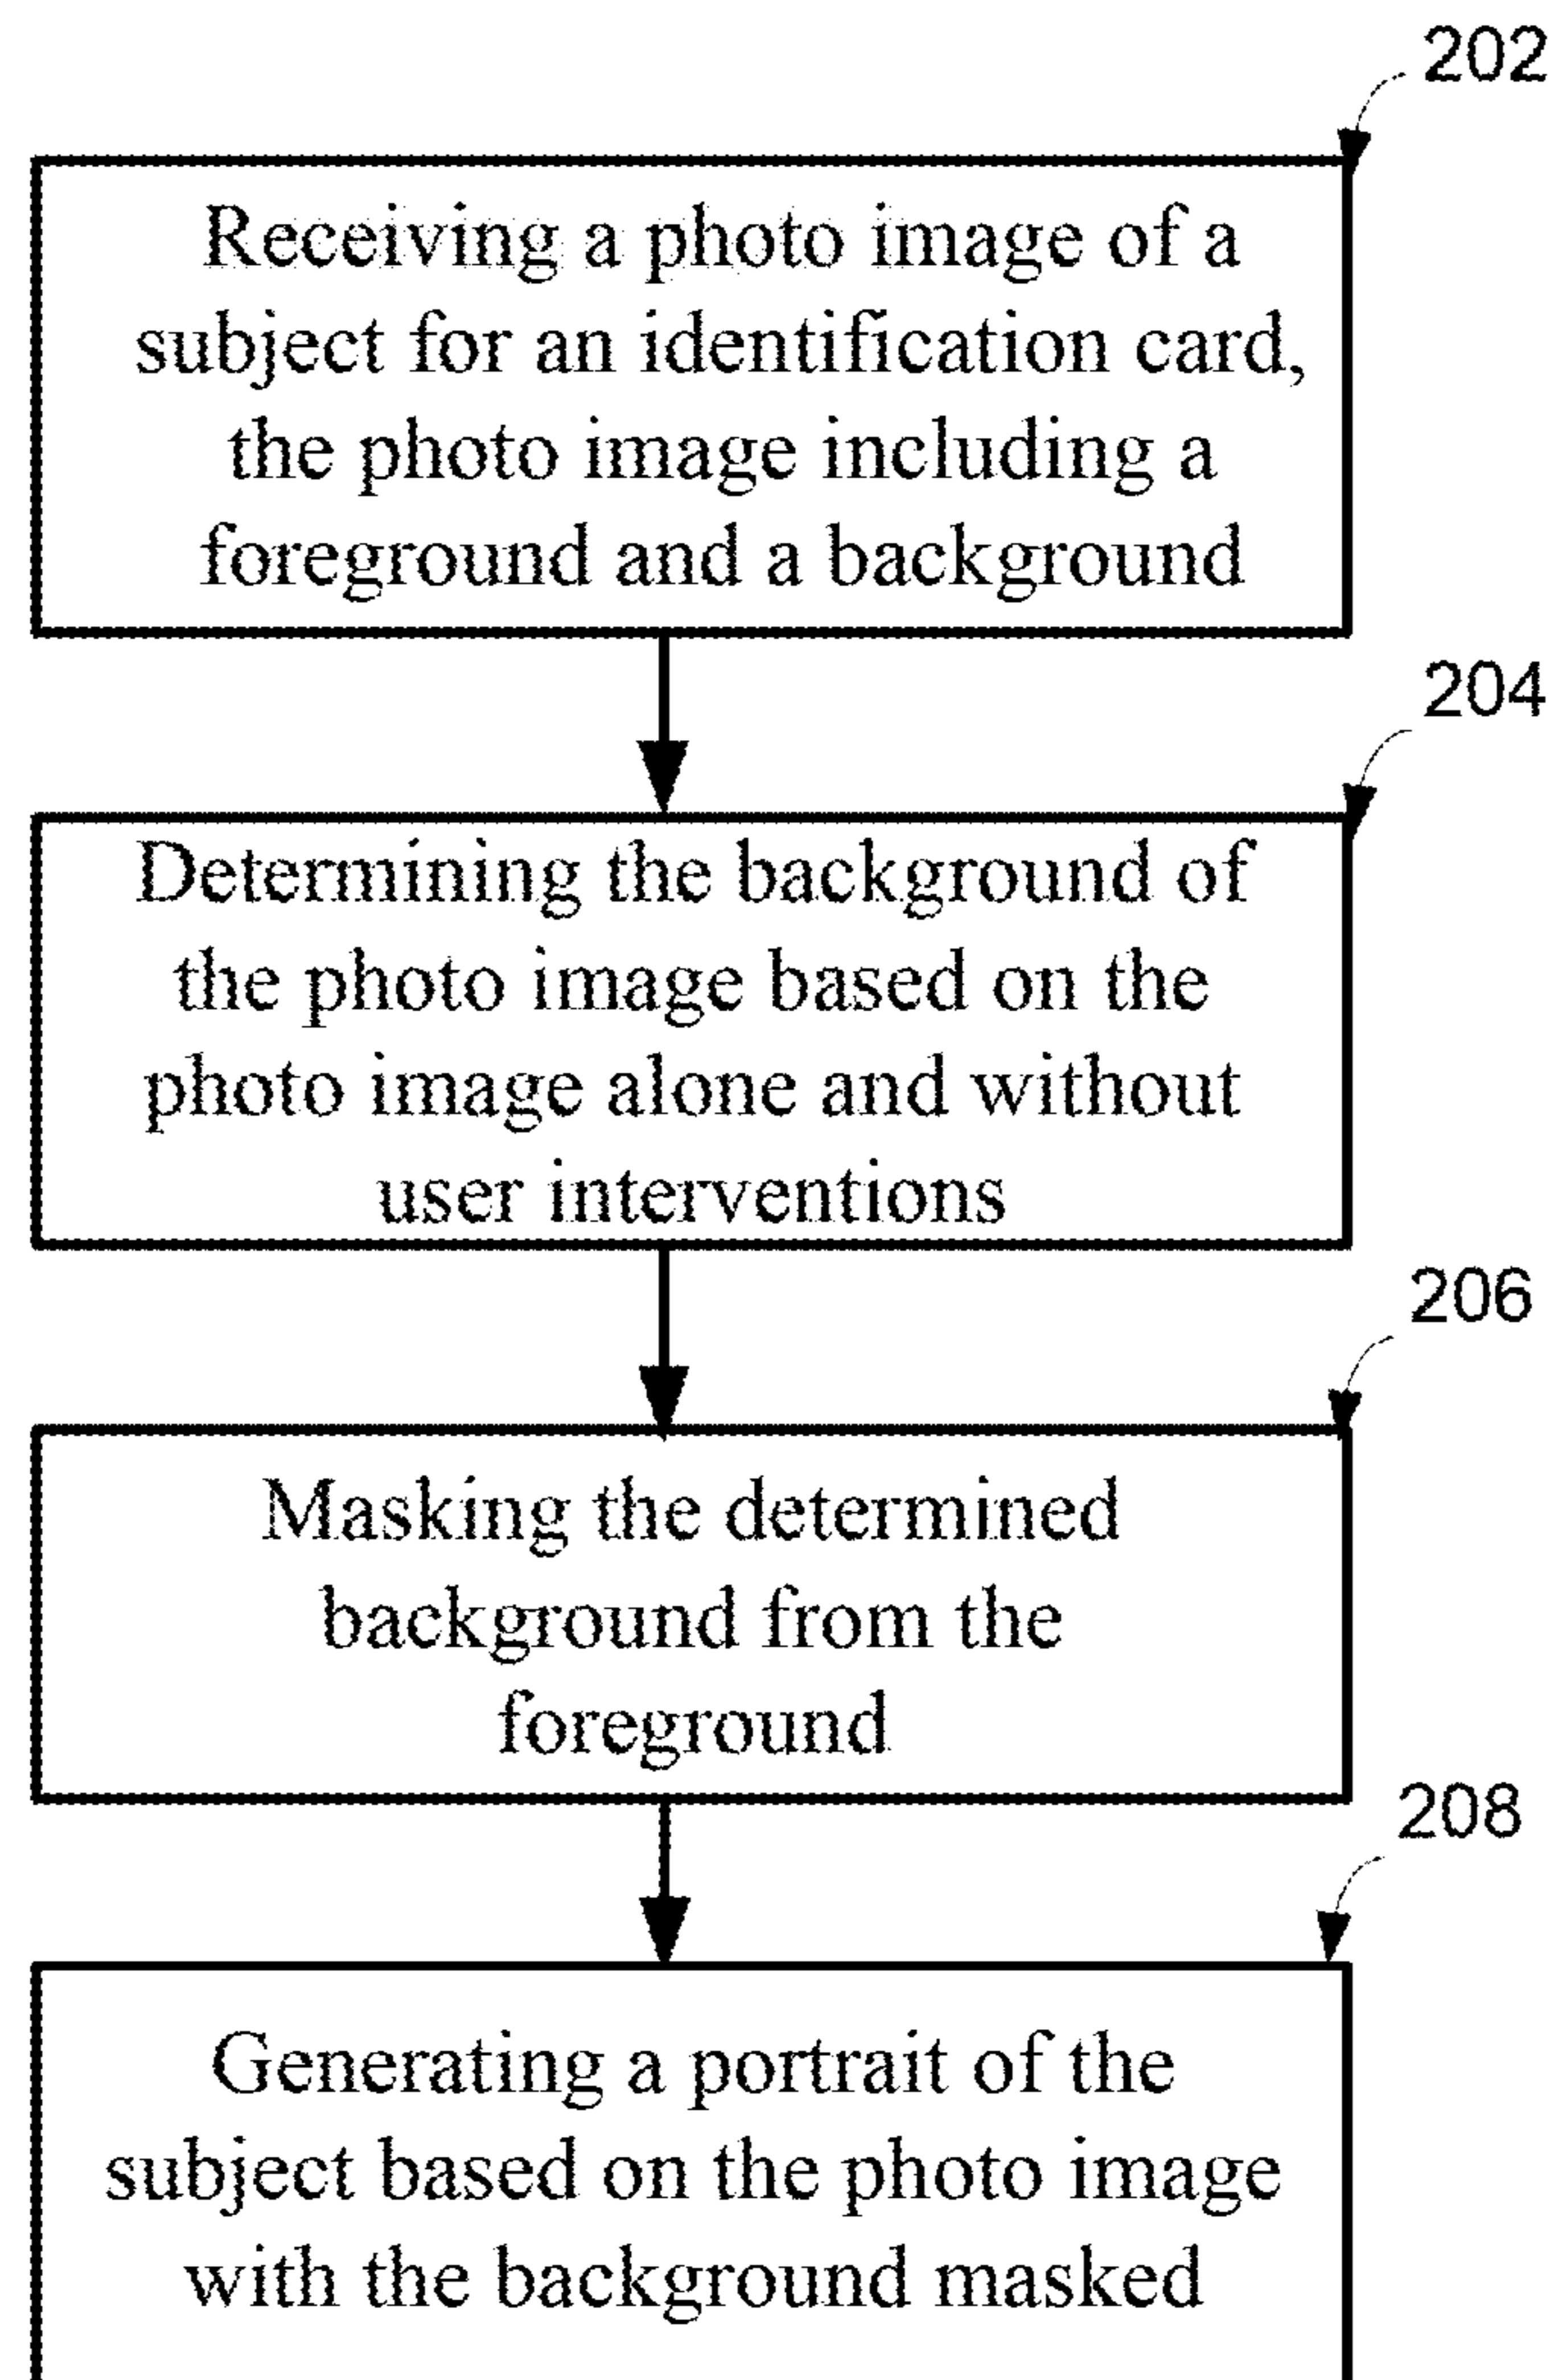 202
Receiving a photo image of a
subject for an identification card,
the photo image including a
foreground and a background
204
Determining the background of
the photo image based on the
photo image alone and without
user interventions
206
Masking the determined
background from the
foreground
208
Generating a portrait of the
subject based on the photo image
with the background masked